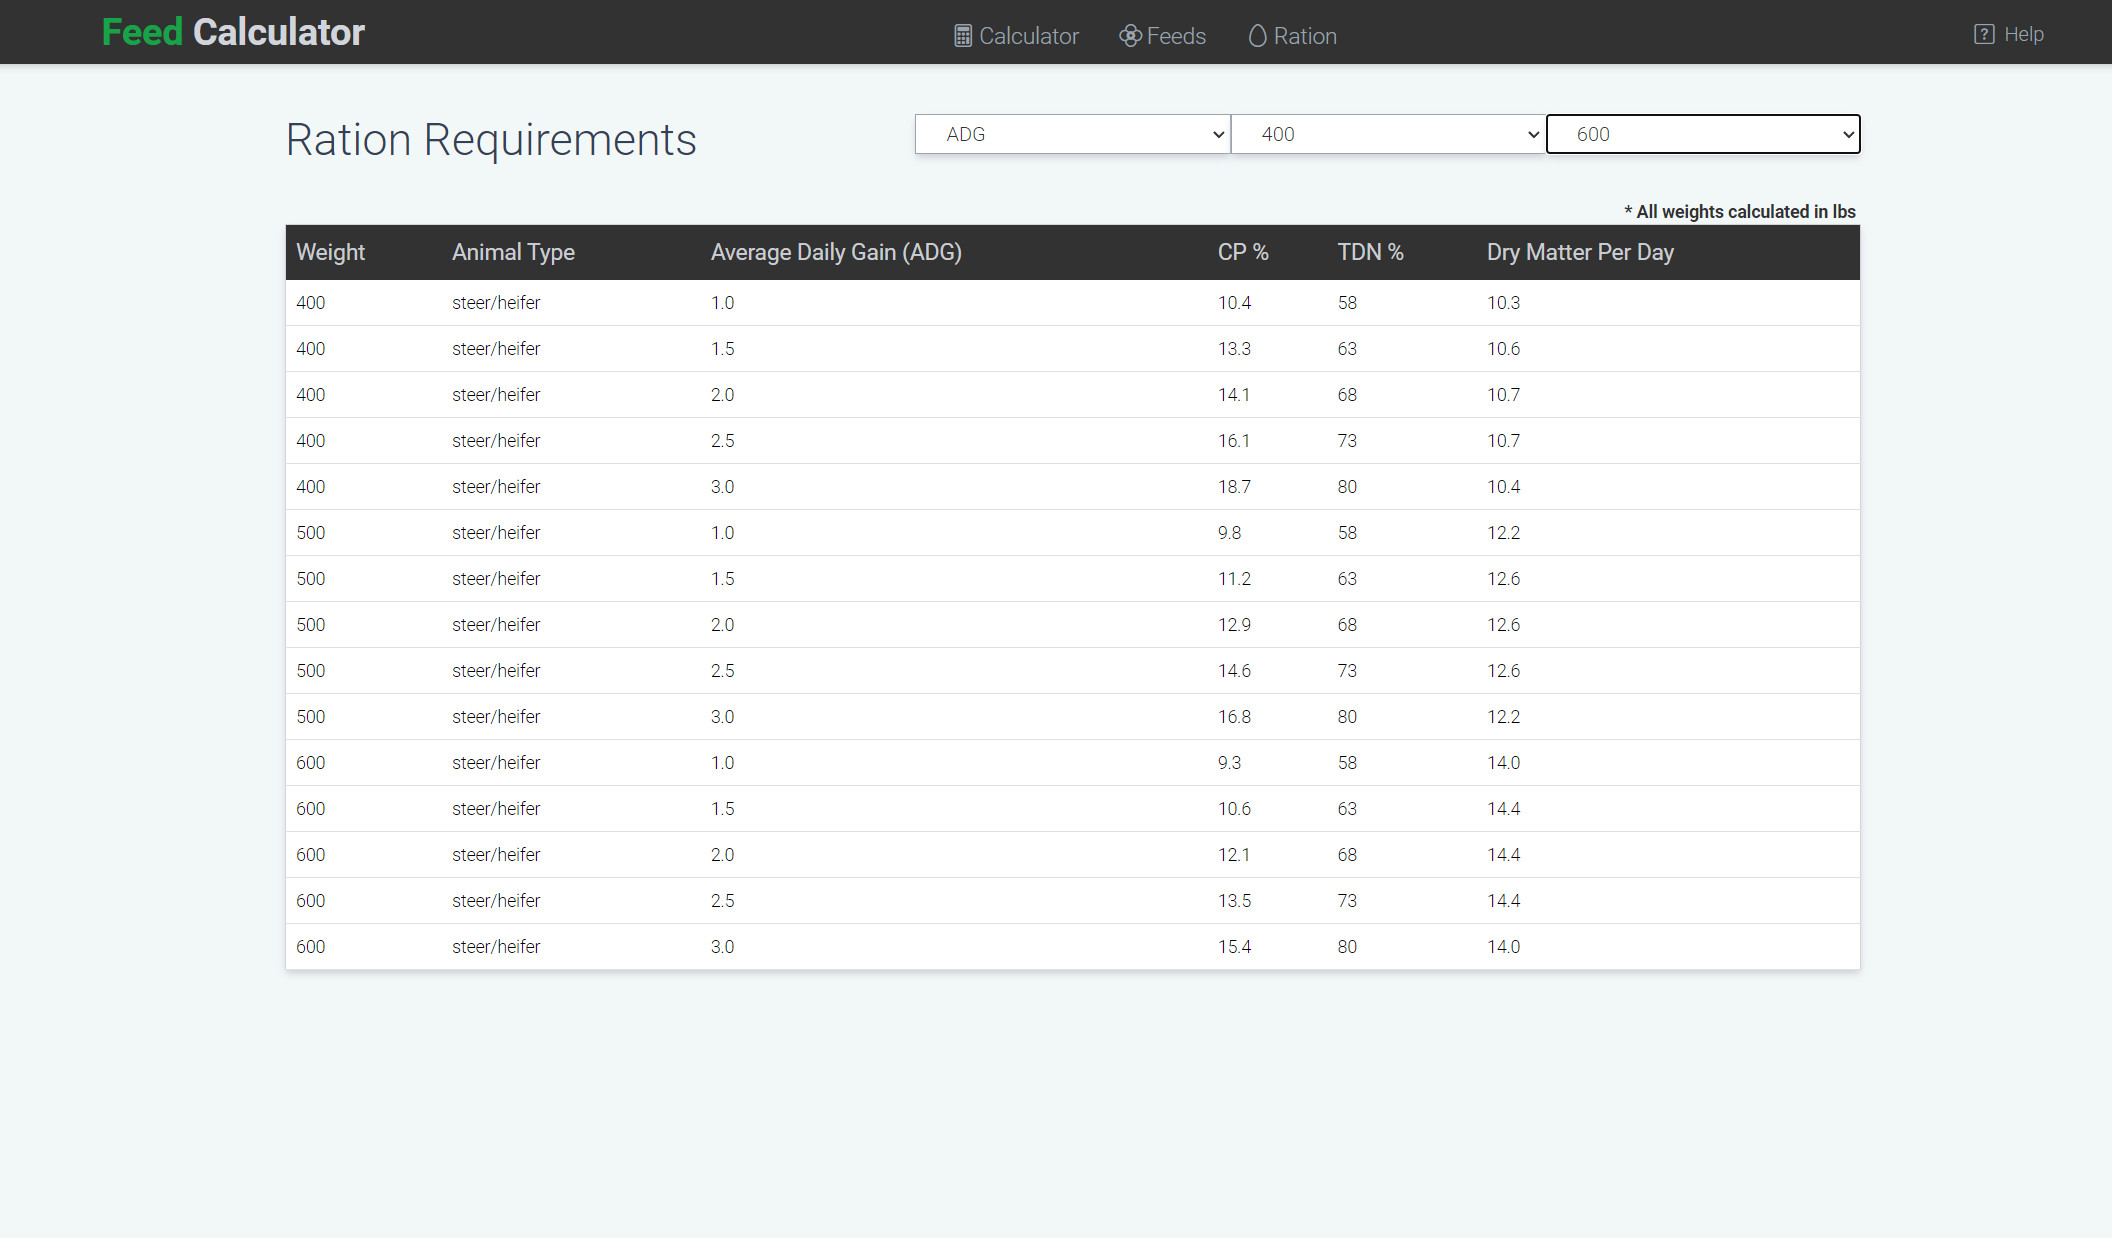 Feed Calculator Calculator Feeds Ration ? Help
Ration Requirements ADG 400 600
* All weights calculated in lbs
Weight Animal Type Average Daily Gain (ADG) CP % TDN % Dry Matter Per Day
400 steer/heifer 1.0 10.4 58 10.3
400 steer/heifer 1.5 13.3 63 10.6
400 steer/heifer 2.0 14.1 68 10.7
400 steer/heifer 2.5 16.1 73 10.7
400 steer/heifer 3.0 18.7 80 10.4
500 steer/heifer 1.0 9.8 58 12.2
500 steer/heifer 1.5 11.2 63 12.6
500 steer/heifer 2.0 12.9 68 12.6
500 steer/heifer 2.5 14.6 73 12.6
500 steer/heifer 3.0 16.8 80 12.2
600 steer/heifer 1.0 9.3 58 14.0
600 steer/heifer 1.5 10.6 63 14.4
600 steer/heifer 2.0 12.1 68 14.4
600 steer/heifer 2.5 13.5 73 14.4
600 steer/heifer 3.0 15.4 80 14.0